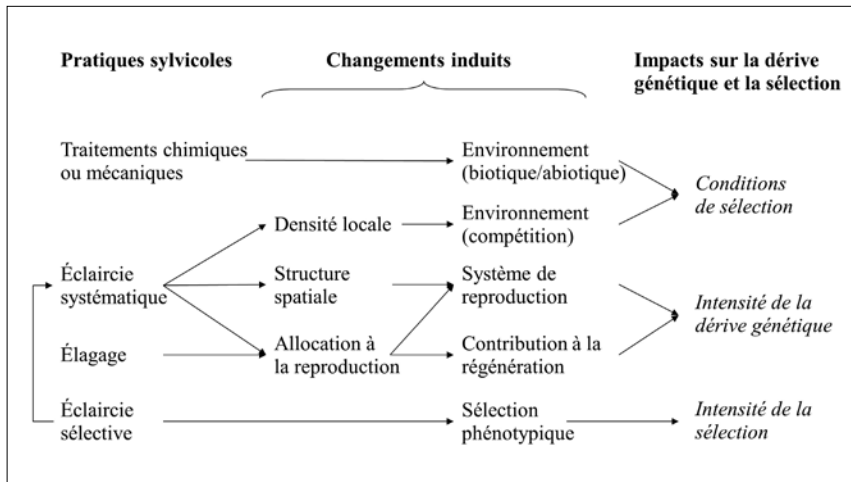 Pratiques sylvicoles
Changements induits
Impacts sur la dérive
génétique et la sélection
Traitements chimiques
ou mécaniques
Environnement
(biotique/abiotique)
Conditions
de sélection
Densité locale
Environnement
(compétition)
Éclaircie
systématique
Structure
spatiale
Système de
reproduction
Intensité de la
dérive génétique
Élagage
Allocation à
la reproduction
Contribution à la
régénération
Éclaircie
sélective
Sélection
phénotypique
Intensité de la
sélection